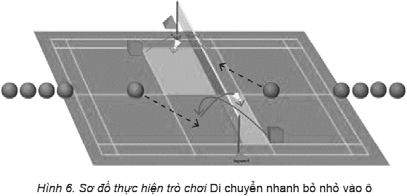 Hình 6. Sơ đồ thực hiện trò chơi Di chuyển nhanh bỏ nhỏ vào ô